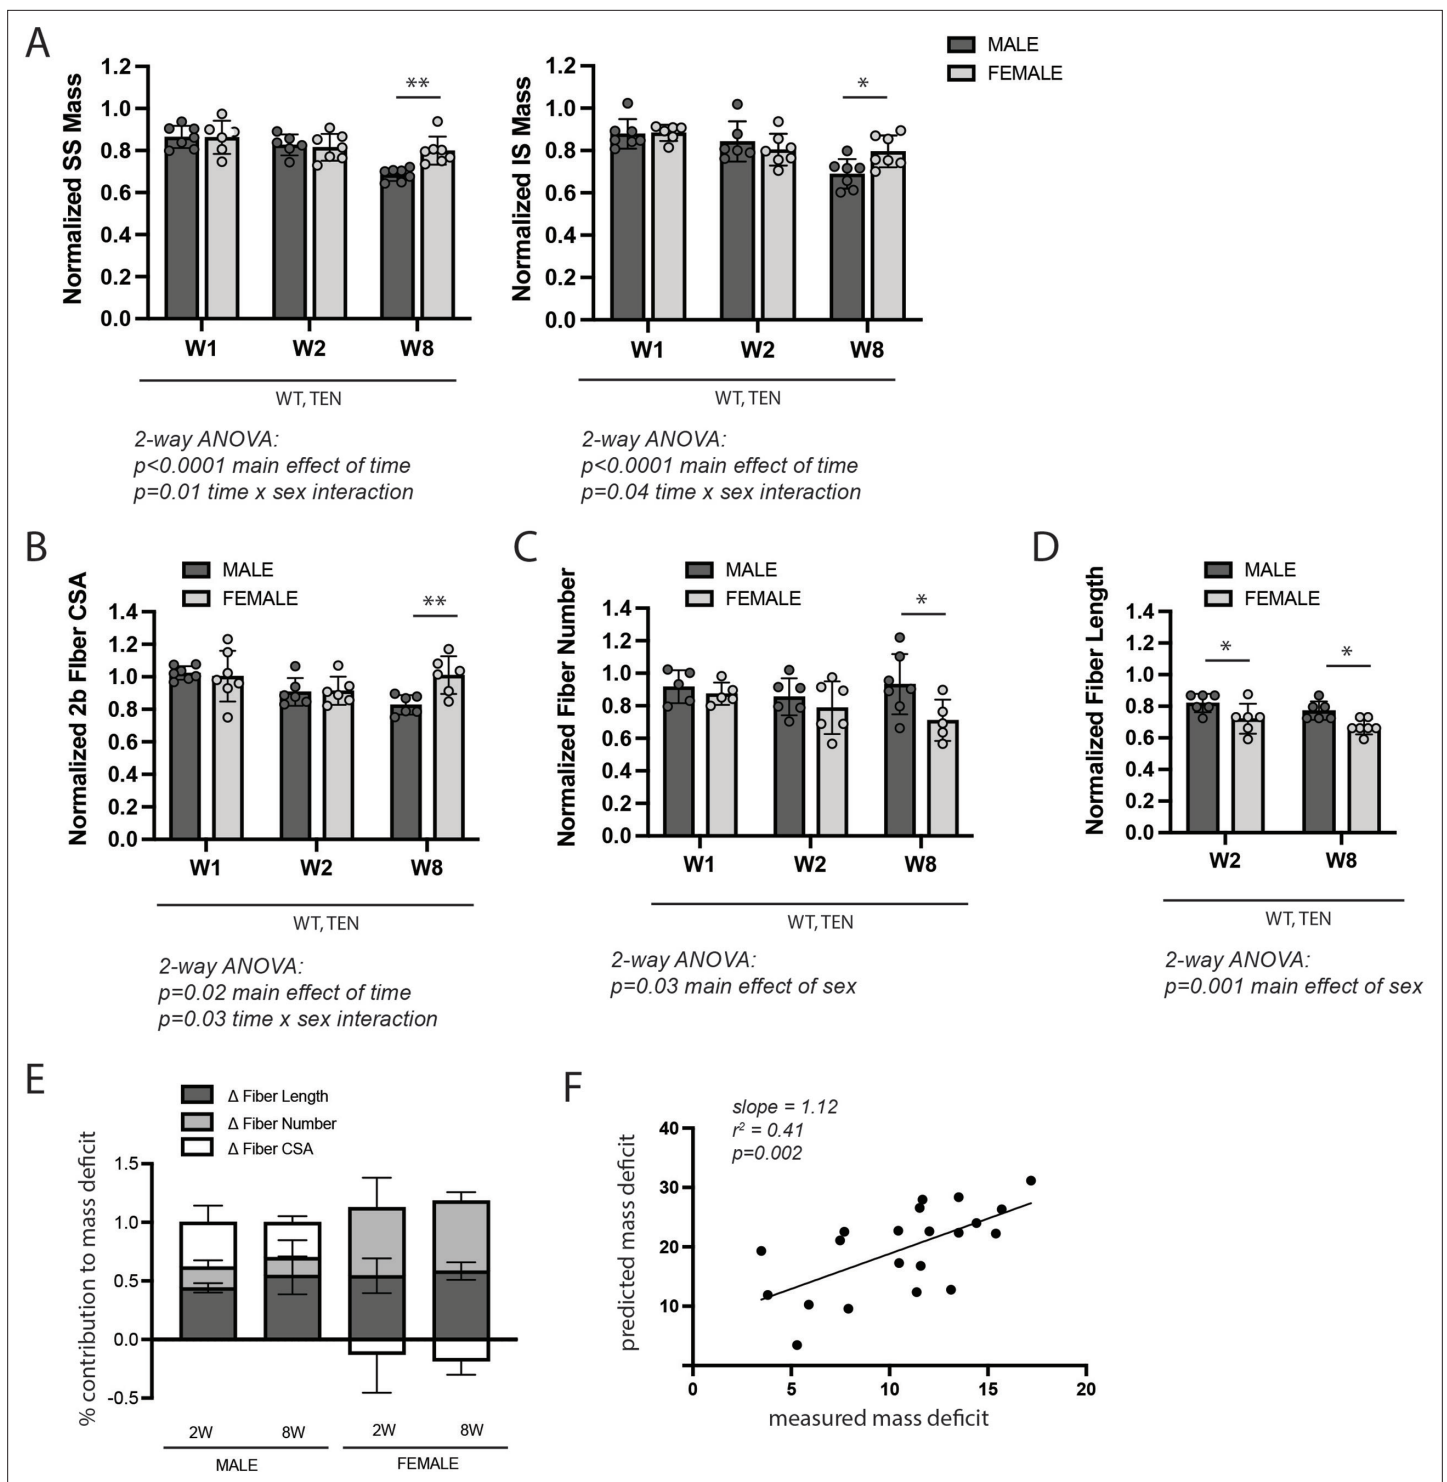 A
MALE
FEMALE
Normalized SS Mass
1.2
1.0
0.8
0.6
0.4
0.2
0.0
**
W1
W2
W8
WT, TEN
2-way ANOVA:
p<0.0001 main effect of time
p=0.01 time x sex interaction
Normalized IS Mass
1.2
1.0
0.8
0.6
0.4
0.2
0.0
*
W1
W2
W8
WT, TEN
2-way ANOVA:
p<0.0001 main effect of time
p=0.04 time x sex interaction
B
MALE
FEMALE
Normalized 2b Fiber CSA
1.4
1.2
1.0
0.8
0.6
0.4
0.2
0.0
**
W1
W2
W8
WT, TEN
2-way ANOVA:
p=0.02 main effect of time
p=0.03 time x sex interaction
C
MALE
FEMALE
Normalized Fiber Number
1.4
1.2
1.0
0.8
0.6
0.4
0.2
0.0
*
W1
W2
W8
WT, TEN
2-way ANOVA:
p=0.03 main effect of sex
D
MALE
FEMALE
Normalized Fiber Length
1.4
1.2
1.0
0.8
0.6
0.4
0.2
0.0
*
*
W2
W8
WT, TEN
2-way ANOVA:
p=0.001 main effect of sex
E
Δ Fiber Length
Δ Fiber Number
Δ Fiber CSA
% contribution to mass deficit
1.5
1.0
0.5
0.0
-0.5
2W
8W
2W
8W
MALE
FEMALE
F
slope = 1.12
r² = 0.41
p=0.002
predicted mass deficit
40
30
20
10
0
5
10
15
20
measured mass deficit